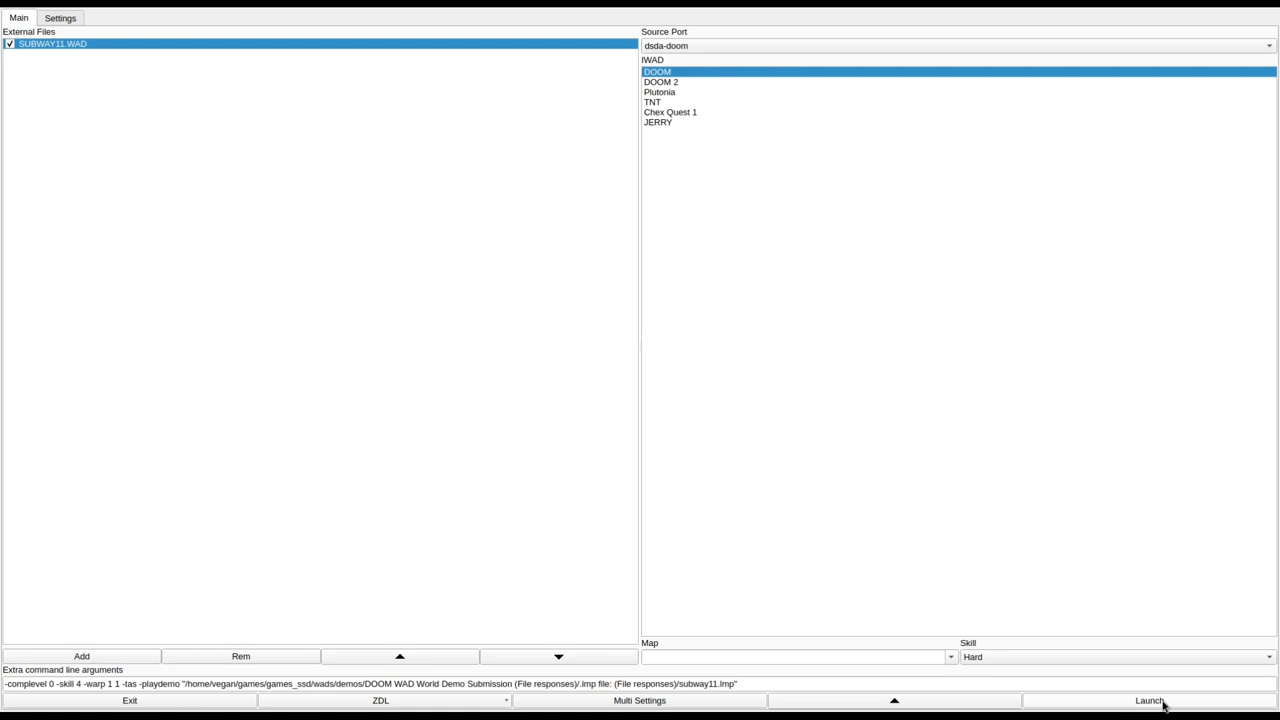 Main
Settings
External Files
SUBWAY11.WAD
Source Port
dsda-doom
IWAD
DOOM
DOOM 2
Plutonia
TNT
Chex Quest 1
JERRY
Map
Skill
Hard
Add
Rem
Extra command line arguments
-complevel 0 -skill 4 -warp 1 1 -tas -playdemo "/home/vegan/games/games_ssd/wads/demos/DOOM WAD World Demo Submission (File responses)/.lmp file: (File responses)/subway11.lmp"
Exit
ZDL
Multi Settings
Launch